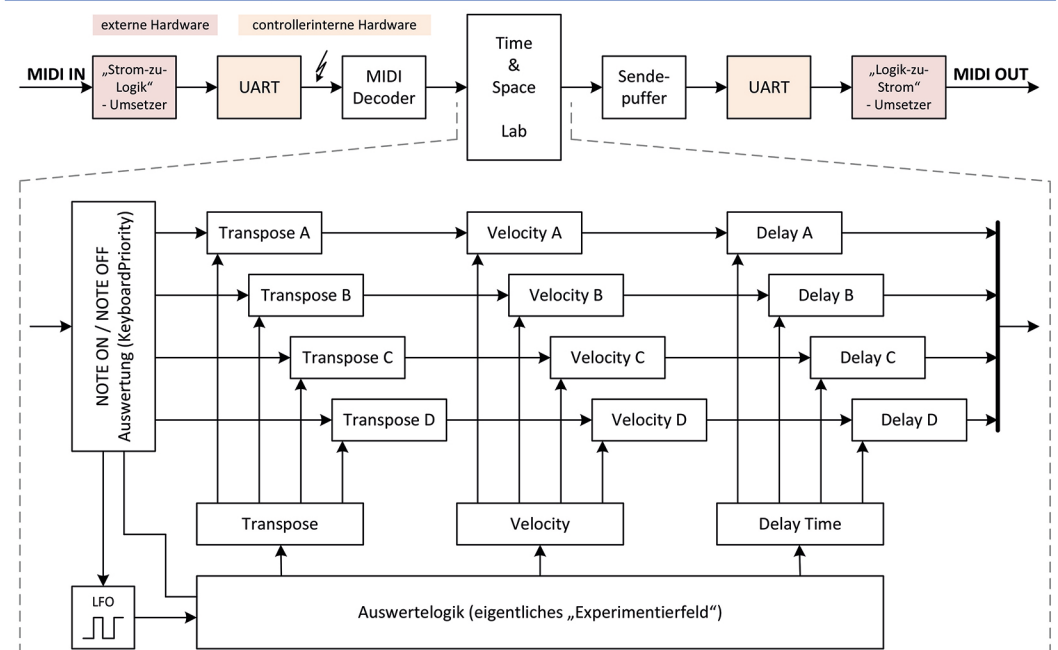 externe Hardware
controllerinterne Hardware
MIDI IN
„Strom-zu-
Logik“
- Umsetzer
UART
MIDI
Decoder
Time
&
Space
Lab
Sende-
puffer
UART
„Logik-zu-
Strom“
- Umsetzer
MIDI OUT
NOTE ON / NOTE OFF
Auswertung (KeyboardPriority)
Transpose A
Velocity A
Delay A
Transpose B
Velocity B
Delay B
Transpose C
Velocity C
Delay C
Transpose D
Velocity D
Delay D
Transpose
Velocity
Delay Time
LFO
Auswertelogik (eigentliches „Experimentierfeld“)